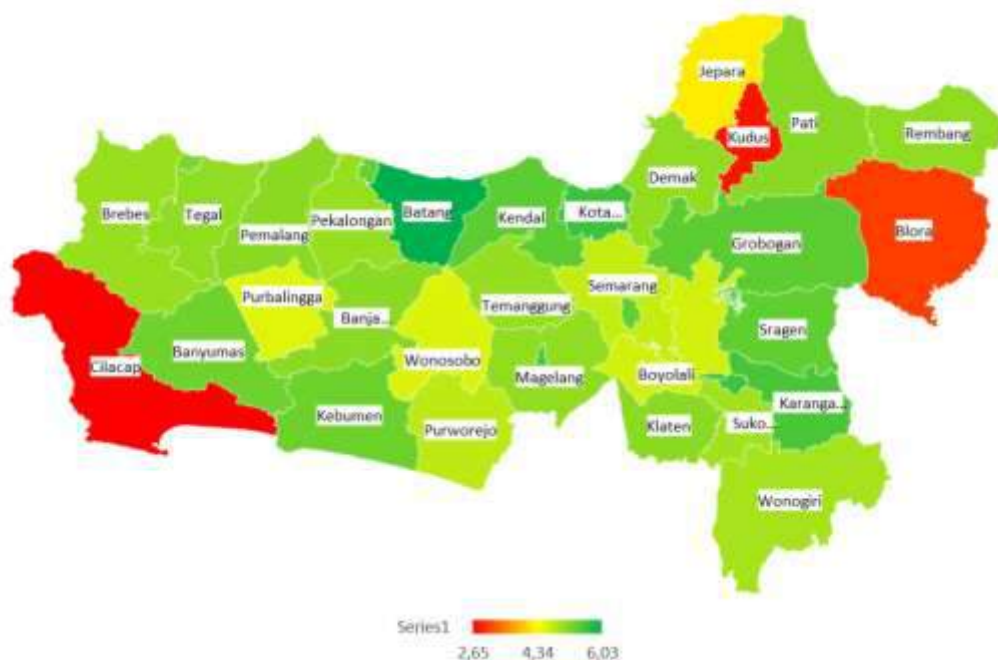 Jepara
Kudus
Pati
Rembang
Demak
Brebes
Tegal
Pemalang
Pekalongan
Batang
Kendal
Kota...
Grobogan
Blora
Purbalingga
Banja...
Temanggung
Semarang
Sragen
Cilacap
Banyumas
Wonosobo
Magelang
Boyolali
Karanga...
Kebumen
Purworejo
Klaten
Suko...
Wonogiri
Series1
2,65 4,34 6,03